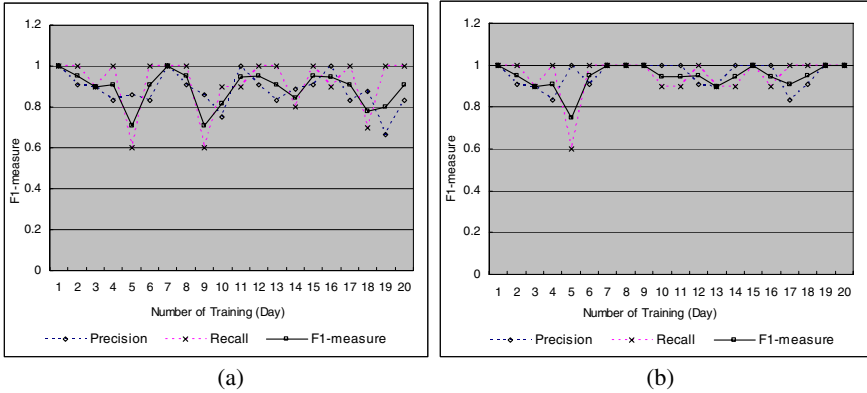 1.2
1
0.8
0.6
0.4
0.2
0
F1-measure
1 2 3 4 5 6 7 8 9 10 11 12 13 14 15 16 17 18 19 20
Number of Training (Day)
Precision Recall F1-measure
(a)
1.2
1
0.8
0.6
0.4
0.2
0
F1-measure
1 2 3 4 5 6 7 8 9 10 11 12 13 14 15 16 17 18 19 20
Number of Training (Day)
Precision Recall F1-measure
(b)